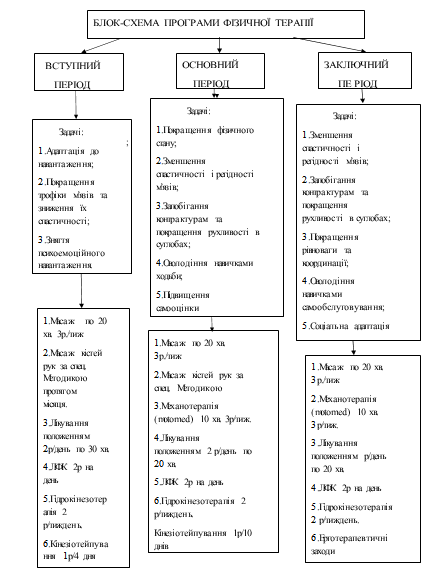 БЛОК-СХЕМА ПРОГРАМИ ФІЗИЧНОЇ ТЕРАПІЇ
ВСТУПНИЙ
ПЕРІОД
Задачі:
;
1.Адаптація до
навантаження;
2.Покращення
трофіки м'язів та
зниження їх
спастичності;
3.Зняття
психоемоційного
навантаження.
1.Масаж по 20
хв. 3р./тиж
2.Масаж кістей
рук за спец.
Методикою
протягом
місяця.
3.Лікування
положенням
2р/день по 30 хв.
4.ЛФК 2р на
день
5.Гідрокінезотер
апія 2
р/тиждень.
6.Кінезіотейпува
ння 1р/4 дня
ОСНОВНИЙ
ПЕРІОД
Задачі:
1.Покращення фізичного
стану;
2.Зменшення
спастичності і регідності
м'язів;
3.Запобігання
контрактурам та
покращення рухливості в
суглобах;
4.Оволодіння навичками
ходьби;
5.Підвищення
самооцінки
1.Масаж по 20 хв.
3р./тиж
2.Масаж кістей рук за
спец. Методикою
3.Механотерапія
(motomed) 10 хв. 3р/тиж.
4.Лікування
положенням 2 р/день по
20 хв.
5.ЛФК 2р на день
6.Гідрокінезотерапія 2
р/тиждень.
Кінезіотейпування 1р/10
днів
ЗАКЛЮЧНИЙ
ПЕ РІОД
Задачі:
1.Зменшення
спастичності і
регідності м'язів;
2.Запобігання
контрактурам та
покращення
рухливості в суглобах;
3.Покращення
рівноваги та
координації;
4.Оволодіння
навичками
самообслуговування;
5.Соціальна адаптація
1.Масаж по 20 хв.
3 р./тиж
2.Механотерапія
(motomed) 10 хв.
3 р/тиж.
3.Лікування
положенням р/день
по 20 хв.
4.ЛФК 2р на день
5.Гідрокінезотерапія
2 р/тиждень.
6.Ерготерапевтичні
заходи